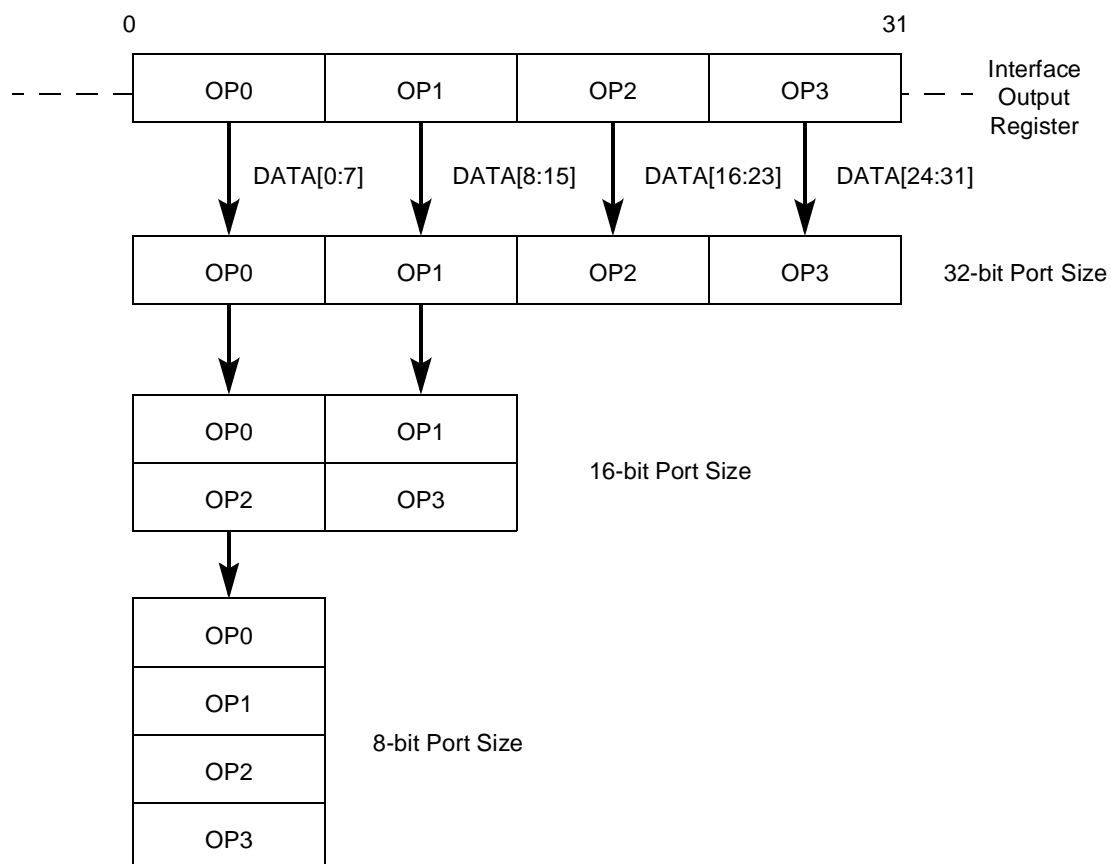 0 31
OP0 OP1 OP2 OP3
Interface
Output
Register
DATA[0:7] DATA[8:15] DATA[16:23] DATA[24:31]
OP0 OP1 OP2 OP3 32-bit Port Size
OP0 OP1
16-bit Port Size
OP2 OP3
OP0
OP1
8-bit Port Size
OP2
OP3